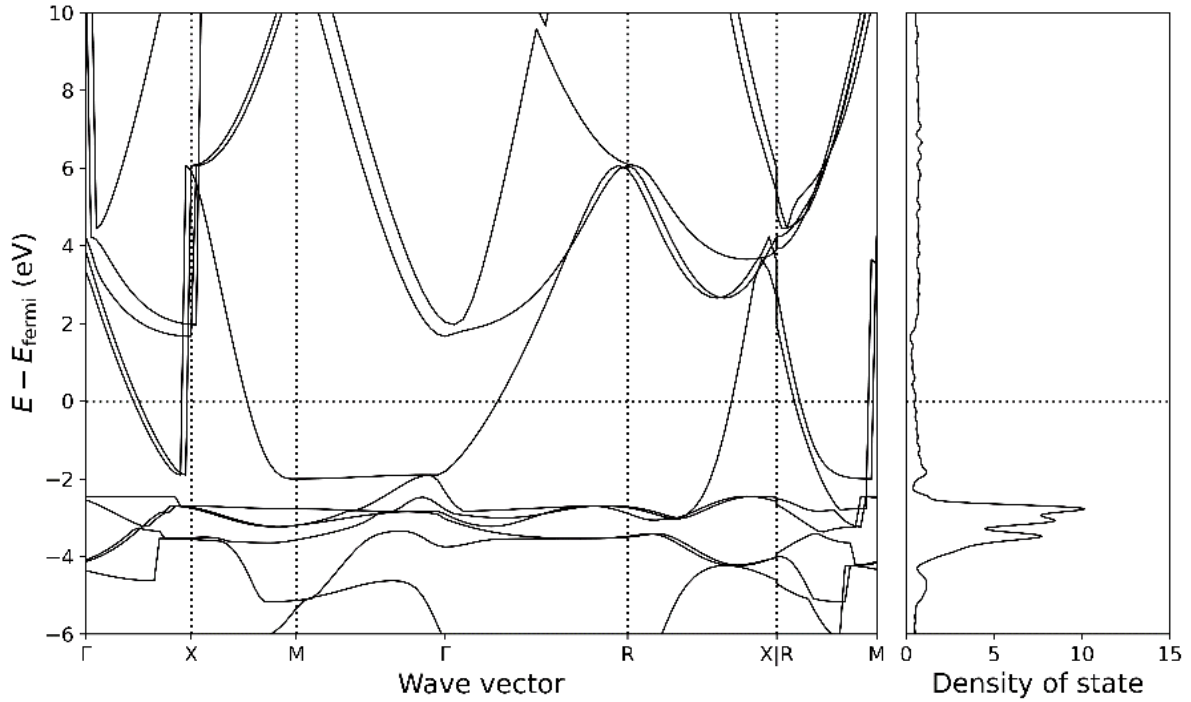 10
8
6
4
2
0
−2
−4
−6
E − E_fermi (eV)
Γ X M Γ R X|R M
Wave vector
0 5 10 15
Density of state